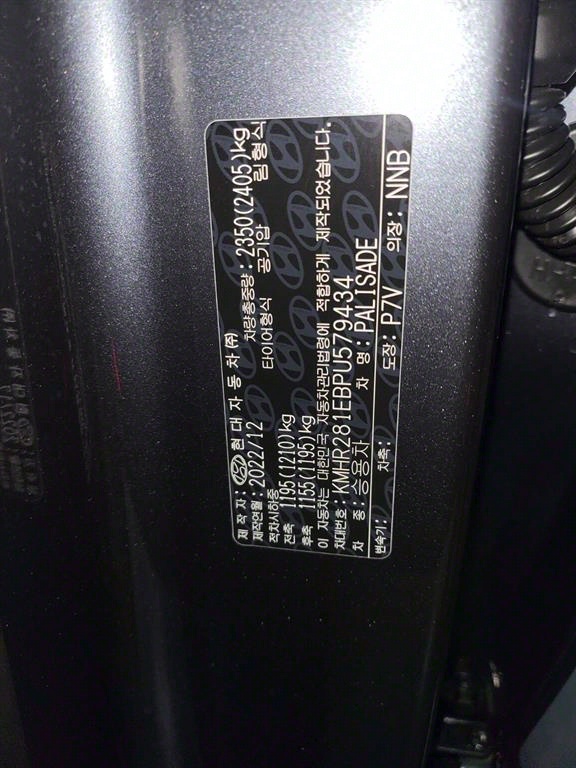 제 작 자 : 현대자동차㈜
제작연월 : 2022/12 차량총중량 : 2350(2405)kg
적차시하중 타이어형식 공기압 림형식
전축 1195(1210)kg
후축 1155(1195)kg
이 자동차는 대한민국 자동차관리법령에 적합하게 제작되었습니다.
차대번호 : KMHR281EBPU579434
차 종 : 승용차 차 명 : PALISADE
변속기 : 차축 : 도장 : P7V 의장 : NNB